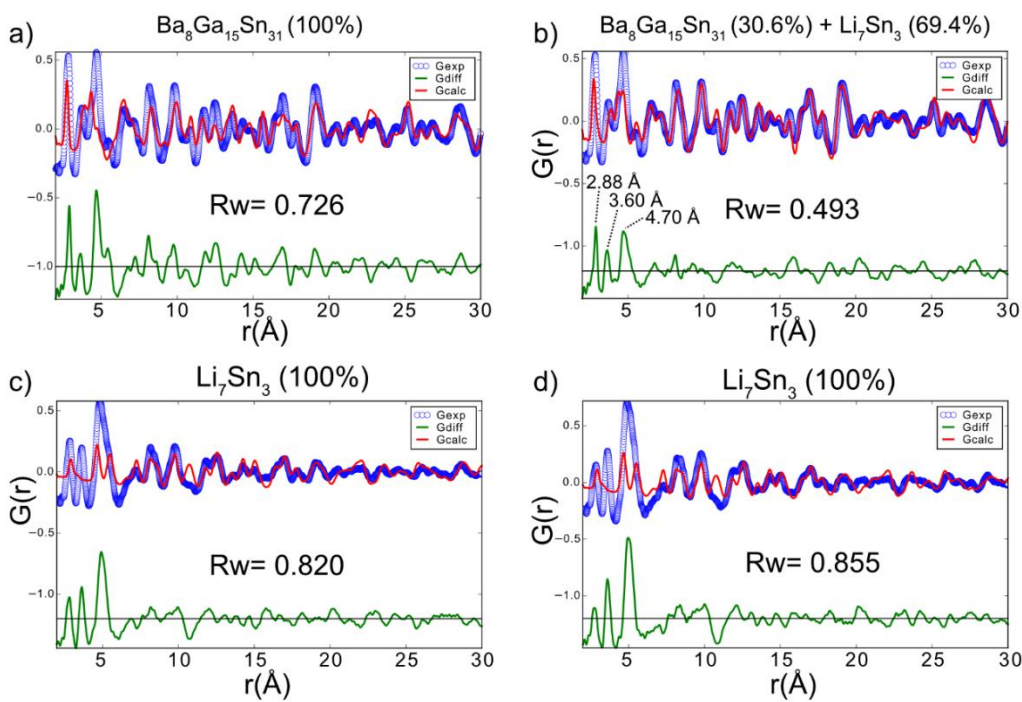 a)
Ba₈Ga₁₅Sn₃₁ (100%)
0.5
0.0
−0.5
−1.0
Gexp
Gdiff
Gcalc
Rw= 0.726
5 10 15 20 25 30
r(Å)
b)
Ba₈Ga₁₅Sn₃₁ (30.6%) + Li₇Sn₃ (69.4%)
G(r)
0.5
0.0
−0.5
−1.0
Gexp
Gdiff
Gcalc
2.88 Å
3.60 Å
4.70 Å
Rw= 0.493
5 10 15 20 25 30
r(Å)
c)
Li₇Sn₃ (100%)
G(r)
0.5
0.0
−0.5
−1.0
Gexp
Gdiff
Gcalc
Rw= 0.820
5 10 15 20 25 30
r(Å)
d)
Li₇Sn₃ (100%)
G(r)
0.5
0.0
−0.5
−1.0
Gexp
Gdiff
Gcalc
Rw= 0.855
5 10 15 20 25 30
r(Å)